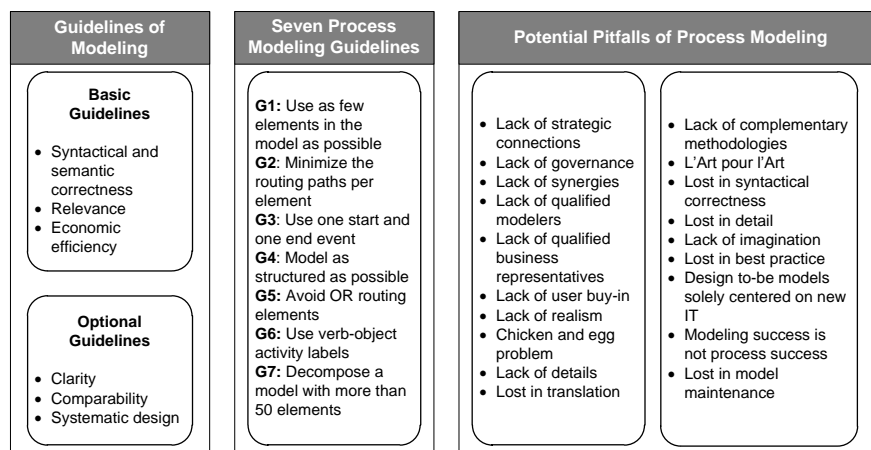 Guidelines of
Modeling
Basic
Guidelines
• Syntactical and
semantic
correctness
• Relevance
• Economic
efficiency
Optional
Guidelines
• Clarity
• Comparability
• Systematic design
Seven Process
Modeling Guidelines
G1: Use as few
elements in the
model as possible
G2: Minimize the
routing paths per
element
G3: Use one start and
one end event
G4: Model as
structured as possible
G5: Avoid OR routing
elements
G6: Use verb-object
activity labels
G7: Decompose a
model with more than
50 elements
Potential Pitfalls of Process Modeling
• Lack of strategic
connections
• Lack of governance
• Lack of synergies
• Lack of qualified
modelers
• Lack of qualified
business
representatives
• Lack of user buy-in
• Lack of realism
• Chicken and egg
problem
• Lack of details
• Lost in translation
• Lack of complementary
methodologies
• L’Art pour l’Art
• Lost in syntactical
correctness
• Lost in detail
• Lack of imagination
• Lost in best practice
• Design to-be models
solely centered on new
IT
• Modeling success is
not process success
• Lost in model
maintenance